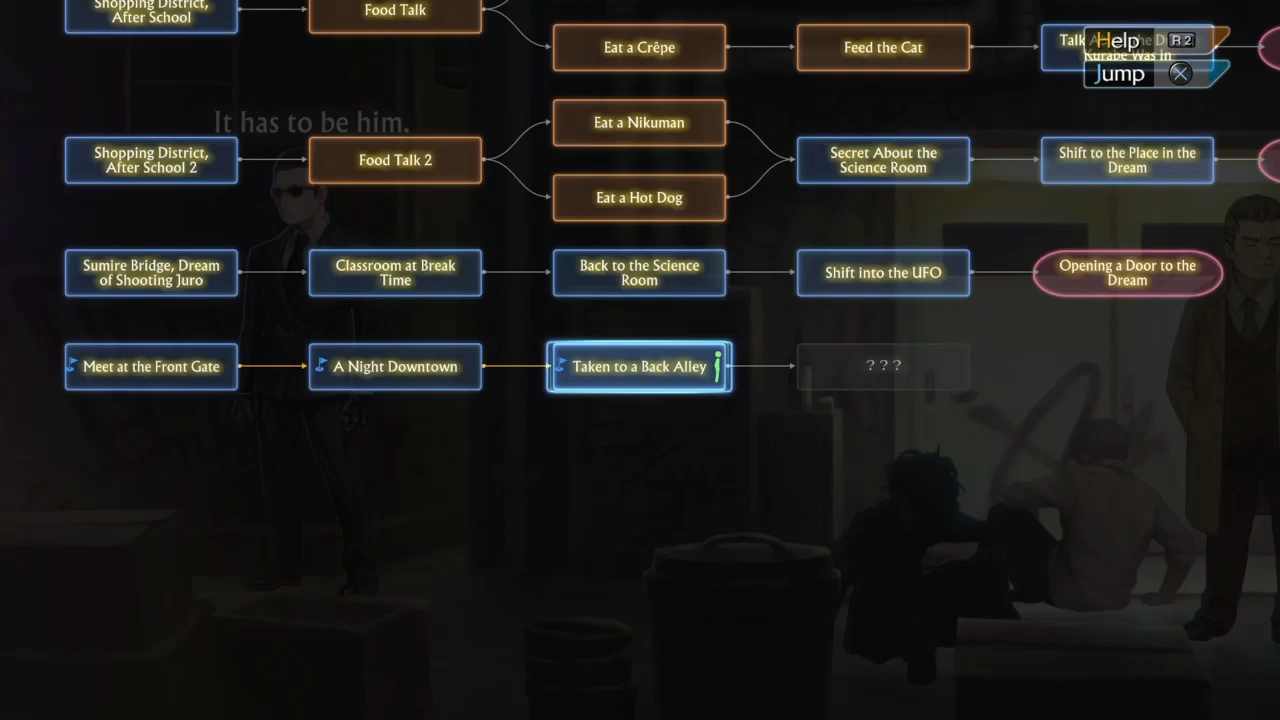 Shopping District,
After School
Food Talk
Eat a Crêpe
Feed the Cat
Talk
Kurabe Was In
Help R2
Jump
It has to be him.
Shopping District,
After School 2
Food Talk 2
Eat a Nikuman
Eat a Hot Dog
Secret About the
Science Room
Shift to the Place in the
Dream
Sumire Bridge, Dream
of Shooting Juro
Classroom at Break
Time
Back to the Science
Room
Shift into the UFO
Opening a Door to the
Dream
Meet at the Front Gate
A Night Downtown
Taken to a Back Alley
???